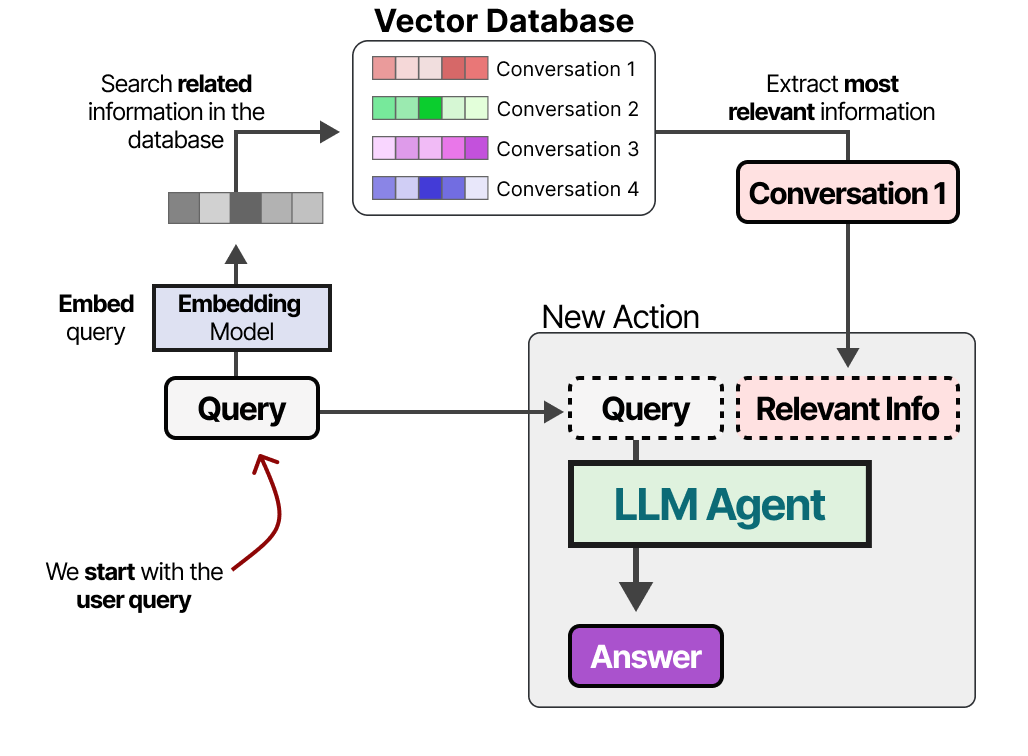 Vector Database
Conversation 1
Conversation 2
Conversation 3
Conversation 4
Search related
information in the
database
Extract most
relevant information
Conversation 1
Embed
query
Embedding
Model
Query
We start with the
user query
New Action
Query
Relevant Info
LLM Agent
Answer